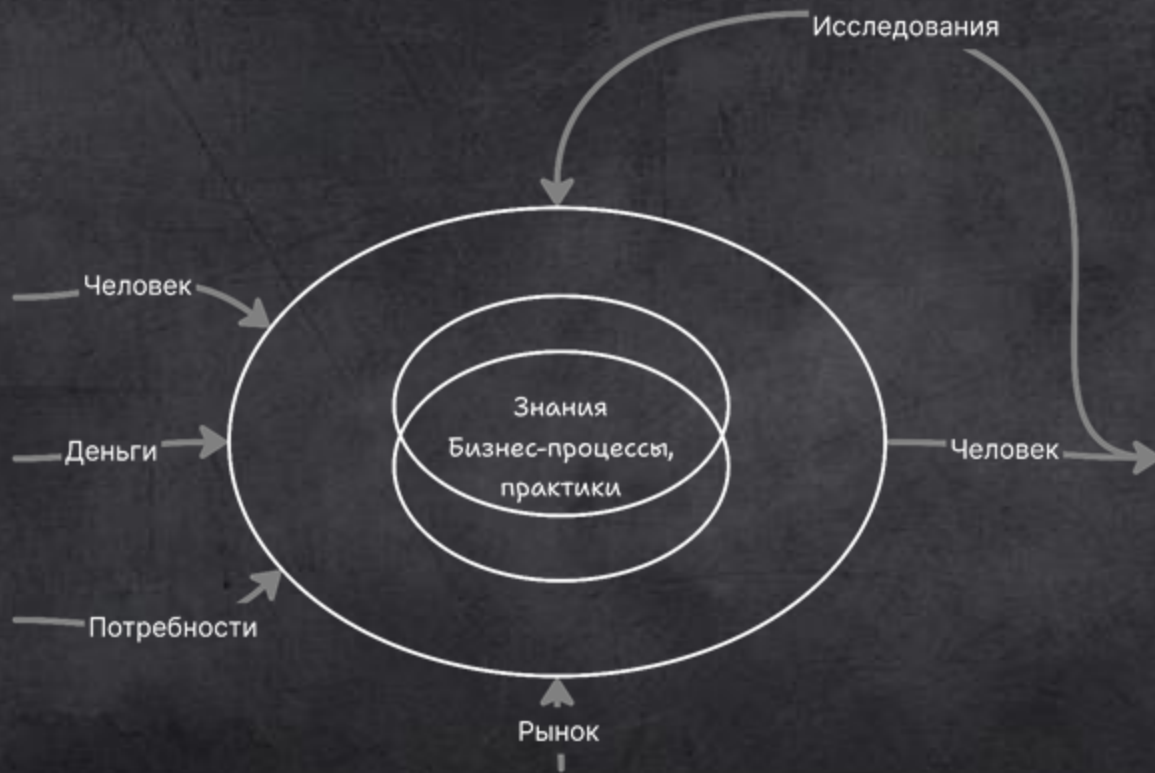 Исследования
Человек
Знания
Бизнес-процессы,
практики
Деньги
Человек
Потребности
Рынок